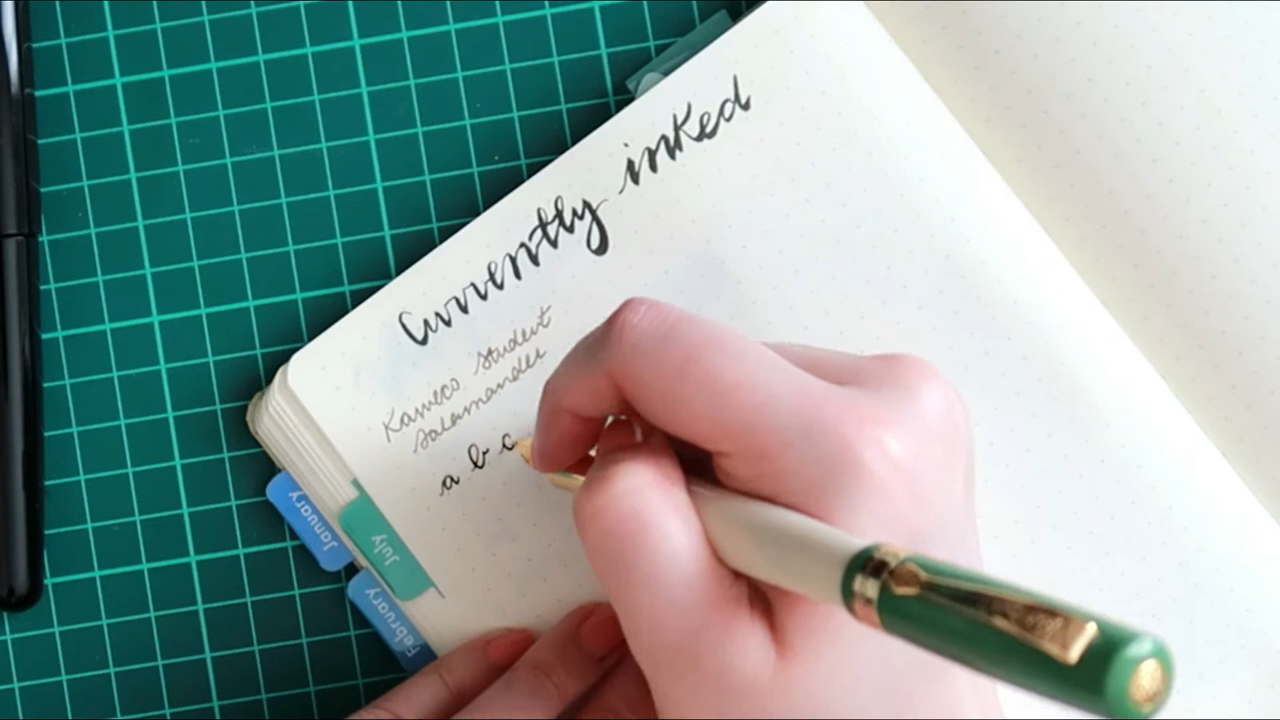 Currently inked
Kaweco Student
Salamander
a b c
January
July
February